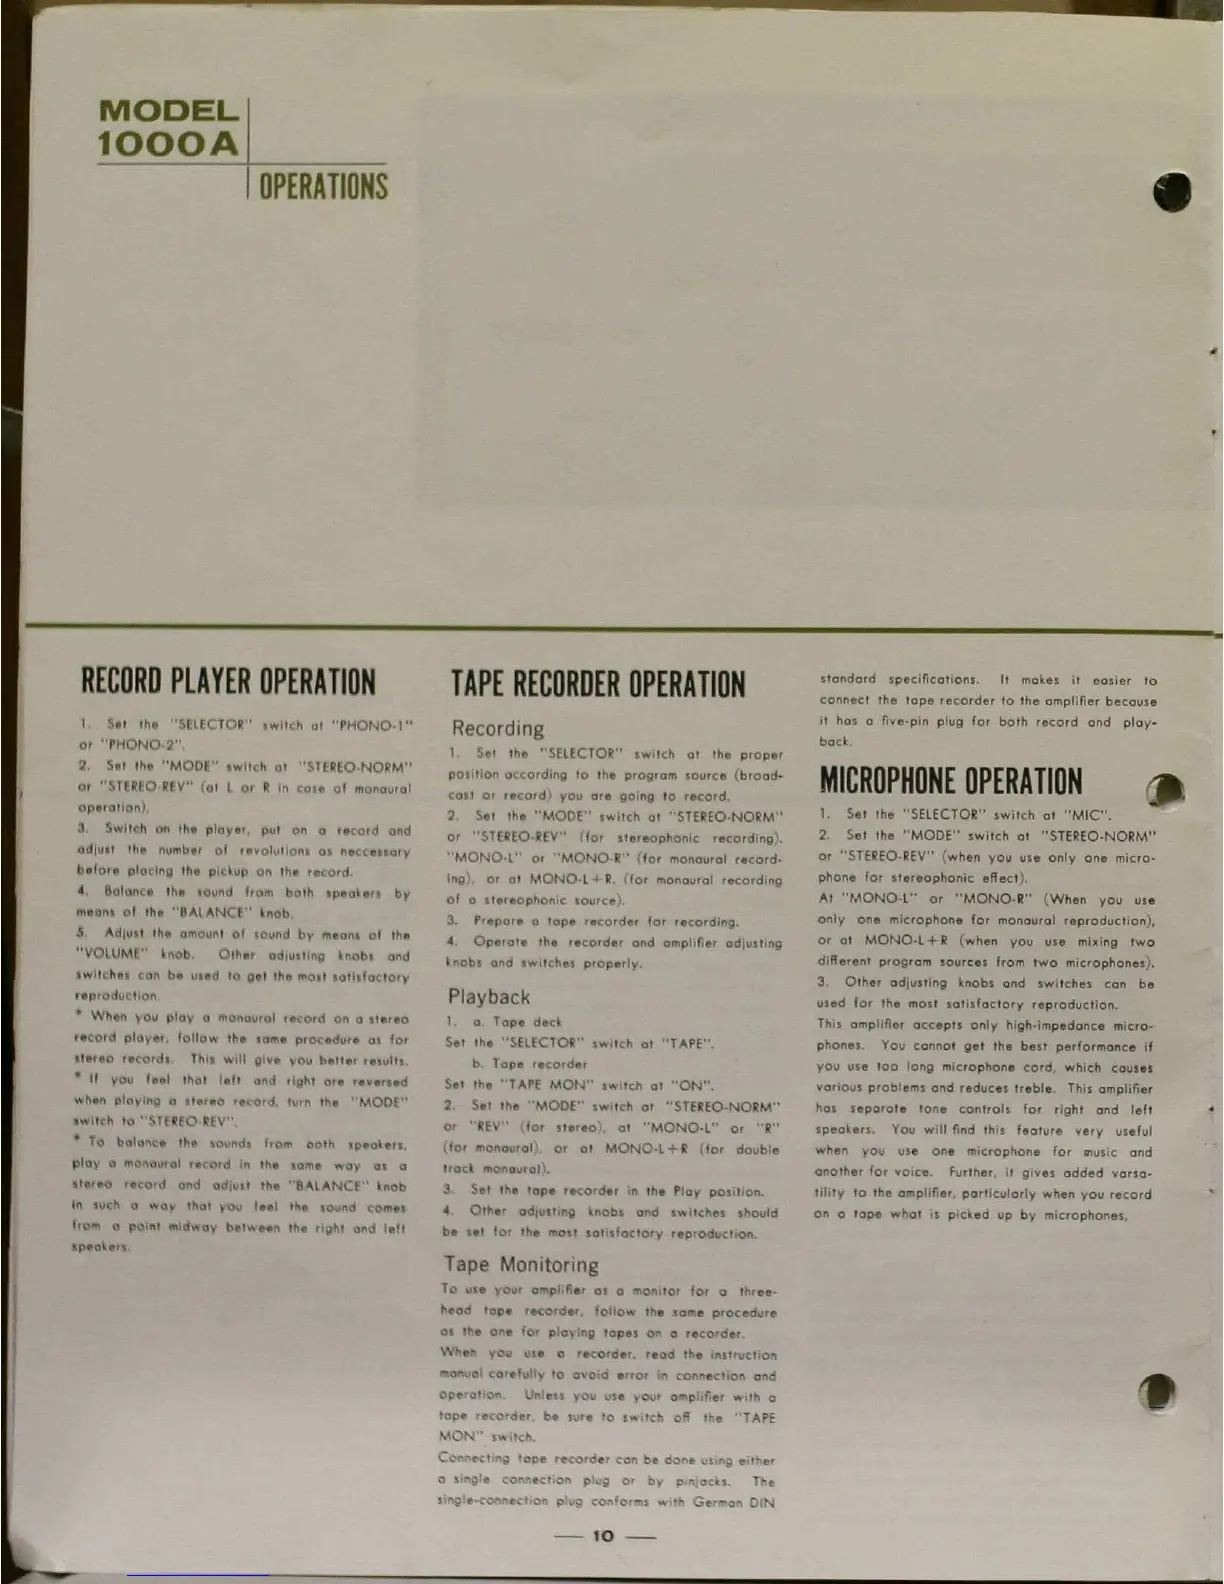 MODEL
1000A
OPERATIONS
RECORD PLAYER OPERATION
1. Set the "SELECTOR" switch at "PHONO-1"
or "PHONO-2".
2. Set the "MODE" switch at "STEREO-NORM"
or "STEREO-REV" (at L or R in case of monaural
operation).
3. Switch on the player, put on a record and
adjust the number of revolutions as neccessary
before placing the pickup on the record.
4. Balance the sound from both speakers by
means of the "BALANCE" knob.
5. Adjust the amount of sound by means of the
"VOLUME" knob. Other adjusting knobs and
switches can be used to get the most satisfactory
reproduction.
* When you play a monaural record on a stereo
record player, follow the same procedure as for
stereo records. This will give you better results.
* If you feel that left and right are reversed
when playing a stereo record, turn the "MODE"
switch to "STEREO-REV".
* To balance the sounds from both speakers,
play a monaural record in the same way as a
stereo record and adjust the "BALANCE" knob
in such a way that you feel the sound comes
from a point midway between the right and left
speakers.
TAPE RECORDER OPERATION
Recording
1. Set the "SELECTOR" switch at the proper
position according to the program source (broad-
cast or record) you are going to record.
2. Set the "MODE" switch at "STEREO-NORM"
or "STEREO-REV" (for stereophonic recording).
"MONO-L" or "MONO-R" (for monaural record-
ing), or at MONO-L+R. (for monaural recording
of a stereophonic source).
3. Prepare a tape recorder for recording.
4. Operate the recorder and amplifier adjusting
knobs and switches properly.
Playback
1. a. Tape deck
Set the "SELECTOR" switch at "TAPE".
b. Tape recorder
Set the "TAPE MON" switch at "ON".
2. Set the "MODE" switch at "STEREO-NORM"
or "REV" (for stereo), at "MONO-L" or "R"
(for monaural), or at MONO-L+R (for double
track monaural).
3. Set the tape recorder in the Play position.
4. Other adjusting knobs and switches should
be set for the most satisfactory reproduction.
Tape Monitoring
To use your amplifier as a monitor for a three-
head tape recorder, follow the same procedure
as the one for playing tapes on a recorder.
When you use a recorder, read the instruction
manual carefully to avoid error in connection and
operation. Unless you use your amplifier with a
tape recorder, be sure to switch off the "TAPE
MON" switch.
Connecting tape recorder can be done using either
a single connection plug or by pinjacks. The
single-connection plug conforms with German DIN
standard specifications. It makes it easier to
connect the tape recorder to the amplifier because
it has a five-pin plug for both record and play-
back.
MICROPHONE OPERATION
1. Set the "SELECTOR" switch at "MIC".
2. Set the "MODE" switch at "STEREO-NORM"
or "STEREO-REV" (when you use only one micro-
phone for stereophonic effect).
At "MONO-L" or "MONO-R" (When you use
only one microphone for monaural reproduction),
or at MONO-L+R (when you use mixing two
different program sources from two microphones).
3. Other adjusting knobs and switches can be
used for the most satisfactory reproduction.
This amplifier accepts only high-impedance micro-
phones. You cannot get the best performance if
you use too long microphone cord, which causes
various problems and reduces treble. This amplifier
has separate tone controls for right and left
speakers. You will find this feature very useful
when you use one microphone for music and
another for voice. Further, it gives added varsa-
tility to the amplifier, particularly when you record
on a tape what is picked up by microphones,
— 10 —